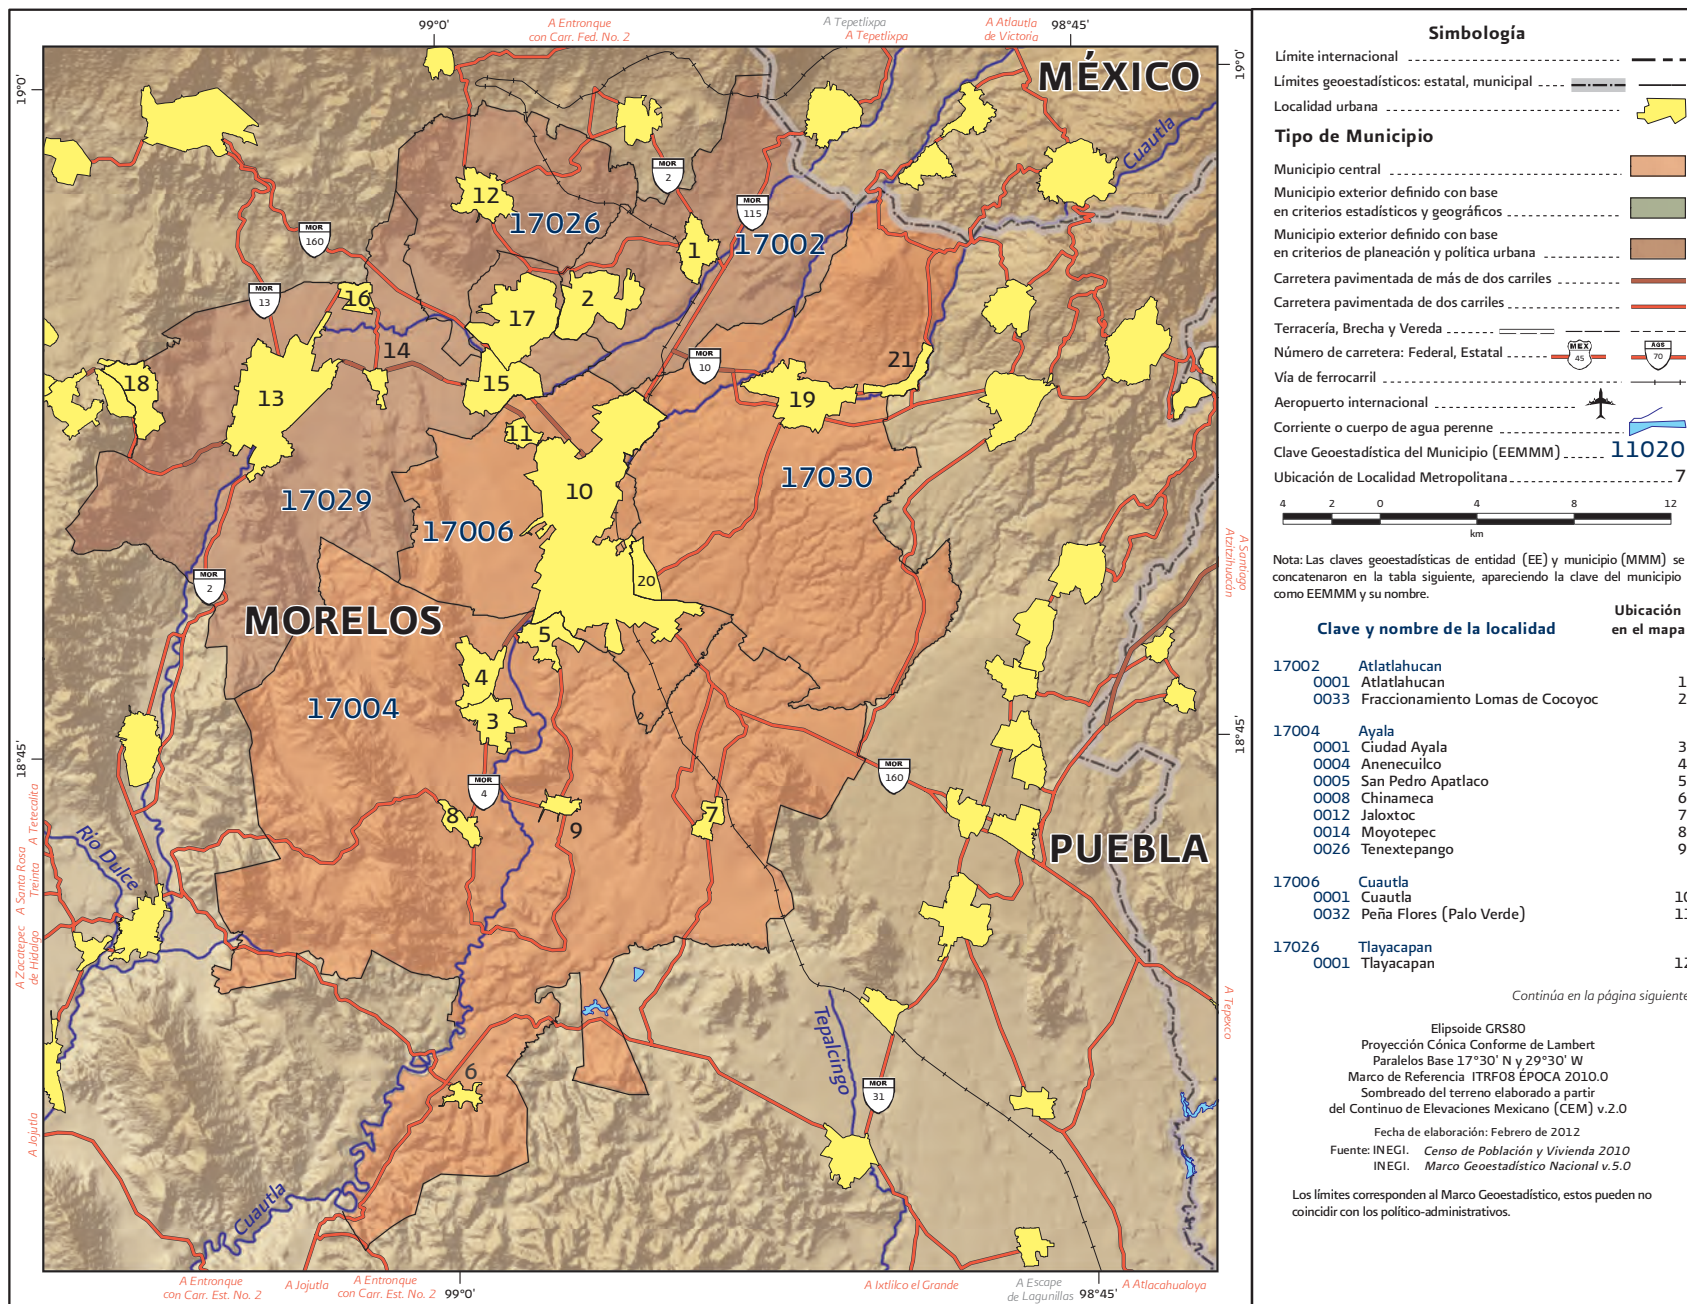 99°0'
A Entronque
con Carr. Fed. No. 2
A Tepetlixpa
A Tepetlixpa
A Atlautla
de Victoria
98°45'
19°0'
19°0'
MÉXICO
Cuautla
MOR
2
MOR
115
12
17026
1
17002
MOR
160
MOR
13
16
2
17
14
MOR
10
21
18
13
15
19
11
10
17030
17029
17006
20
MOR
2
MORELOS
5
4
17004
3
18°45'
18°45'
MOR
4
MOR
160
8
9
7
PUEBLA
Río Dulce
Tepalcingo
6
MOR
31
Cuautla
A Tetecalita
A Santa Rosa
Treinta
A Zacatepec
de Hidalgo
A Jojutla
A Santiago
Atzitzihuacán
A Tepexco
A Entronque
con Carr. Est. No. 2
A Jojutla
A Entronque
con Carr. Est. No. 2
99°0'
A Ixtlilco el Grande
A Escape
de Lagunillas
98°45'
A Atlacahualoya
Simbología
Límite internacional
Límites geoestadísticos: estatal, municipal
Localidad urbana
Tipo de Municipio
Municipio central
Municipio exterior definido con base
en criterios estadísticos y geográficos
Municipio exterior definido con base
en criterios de planeación y política urbana
Carretera pavimentada de más de dos carriles
Carretera pavimentada de dos carriles
Terracería, Brecha y Vereda
Número de carretera: Federal, Estatal
MEX
45
AGS
70
Vía de ferrocarril
Aeropuerto internacional
Corriente o cuerpo de agua perenne
Clave Geoestadística del Municipio (EEMMM) 11020
Ubicación de Localidad Metropolitana 7
4 2 0 4 8 12
km
Nota: Las claves geoestadísticas de entidad (EE) y municipio (MMM) se
concatenaron en la tabla siguiente, apareciendo la clave del municipio
como EEMMM y su nombre.
Ubicación
Clave y nombre de la localidad en el mapa
17002 Atlatlahucan
0001 Atlatlahucan 1
0033 Fraccionamiento Lomas de Cocoyoc 2
17004 Ayala
0001 Ciudad Ayala 3
0004 Anenecuilco 4
0005 San Pedro Apatlaco 5
0008 Chinameca 6
0012 Jaloxtoc 7
0014 Moyotepec 8
0026 Tenextepango 9
17006 Cuautla
0001 Cuautla 10
0032 Peña Flores (Palo Verde) 11
17026 Tlayacapan
0001 Tlayacapan 12
Continúa en la página siguiente
Elipsoide GRS80
Proyección Cónica Conforme de Lambert
Paralelos Base 17°30' N y 29°30' W
Marco de Referencia ITRF08 ÉPOCA 2010.0
Sombreado del terreno elaborado a partir
del Continuo de Elevaciones Mexicano (CEM) v.2.0
Fecha de elaboración: Febrero de 2012
Fuente: INEGI. Censo de Población y Vivienda 2010
INEGI. Marco Geoestadístico Nacional v.5.0
Los límites corresponden al Marco Geoestadístico, estos pueden no
coincidir con los político-administrativos.